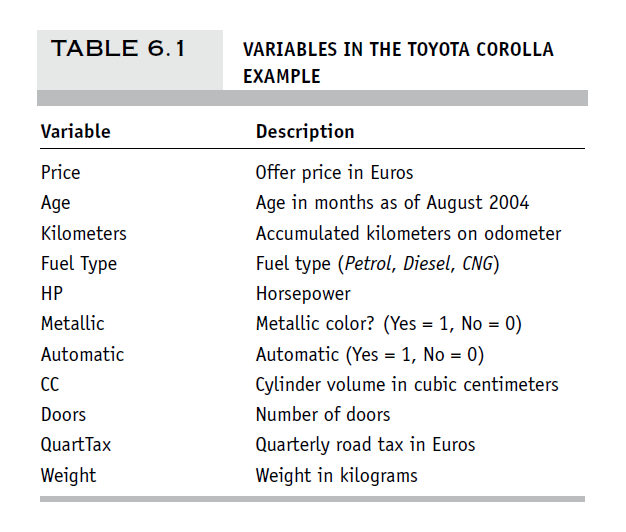 TABLE 6.1 VARIABLES IN THE TOYOTA COROLLA
EXAMPLE
Variable Description
Price Offer price in Euros
Age Age in months as of August 2004
Kilometers Accumulated kilometers on odometer
Fuel Type Fuel type (Petrol, Diesel, CNG)
HP Horsepower
Metallic Metallic color? (Yes = 1, No = 0)
Automatic Automatic (Yes = 1, No = 0)
CC Cylinder volume in cubic centimeters
Doors Number of doors
QuartTax Quarterly road tax in Euros
Weight Weight in kilograms